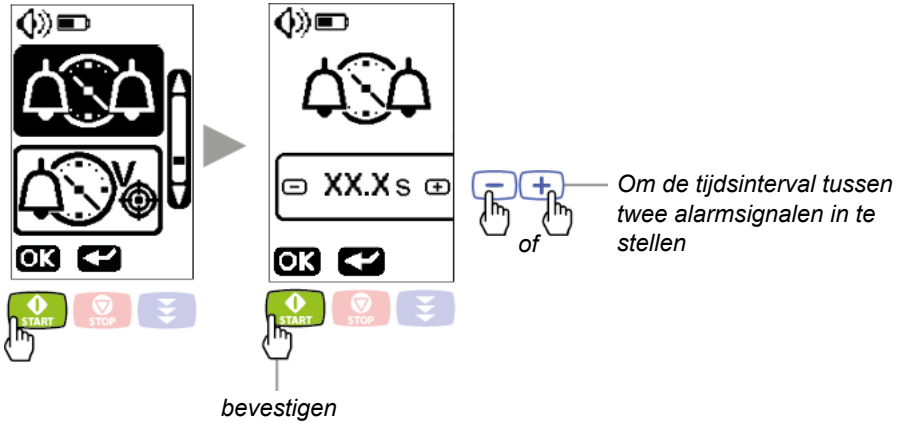 V
OK
START
STOP
XX.X s
OK
START
STOP
of
Om de tijdsinterval tussen
twee alarmsignalen in te
stellen
bevestigen